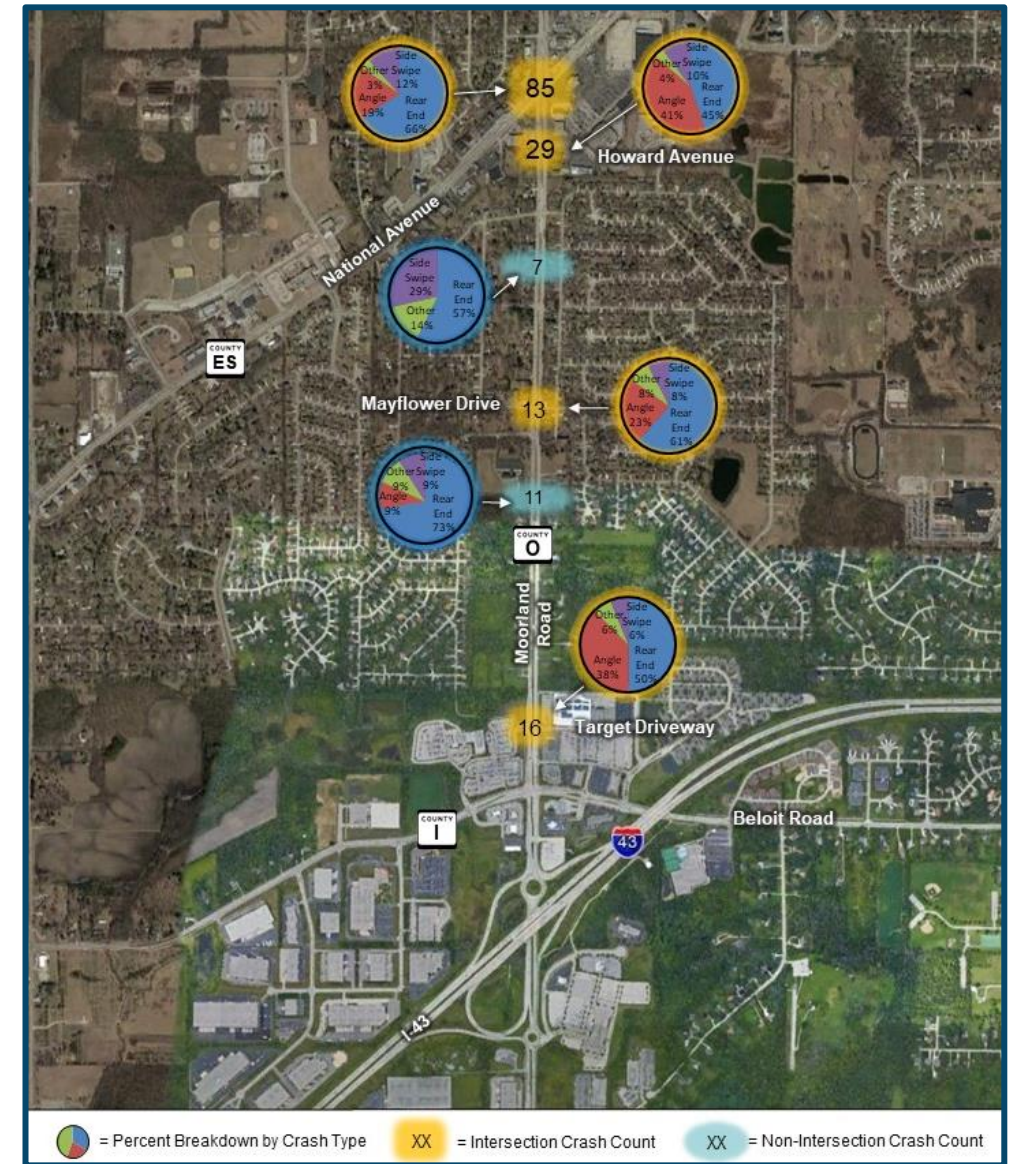 Side
Other Swipe
3% 12%
Angle Rear
19% End
66%
85
Side
Other Swipe
4% 10%
Rear
Angle End
41% 45%
29
Howard Avenue
National Avenue
Side
Swipe
29%
Rear
End
57%
Other
14%
7
COUNTY
ES
Mayflower Drive
13
Side
Other Swipe
8% 8%
Angle Rear
23% End
61%
Side
Other Swipe
9% 9%
Angle Rear
9% End
73%
11
COUNTY
O
Moorland
Road
Side
Other Swipe
6% 6%
Rear
Angle End
38% 50%
16
Target Driveway
COUNTY
I
43
Beloit Road
I-43
= Percent Breakdown by Crash Type
XX = Intersection Crash Count
XX = Non-Intersection Crash Count